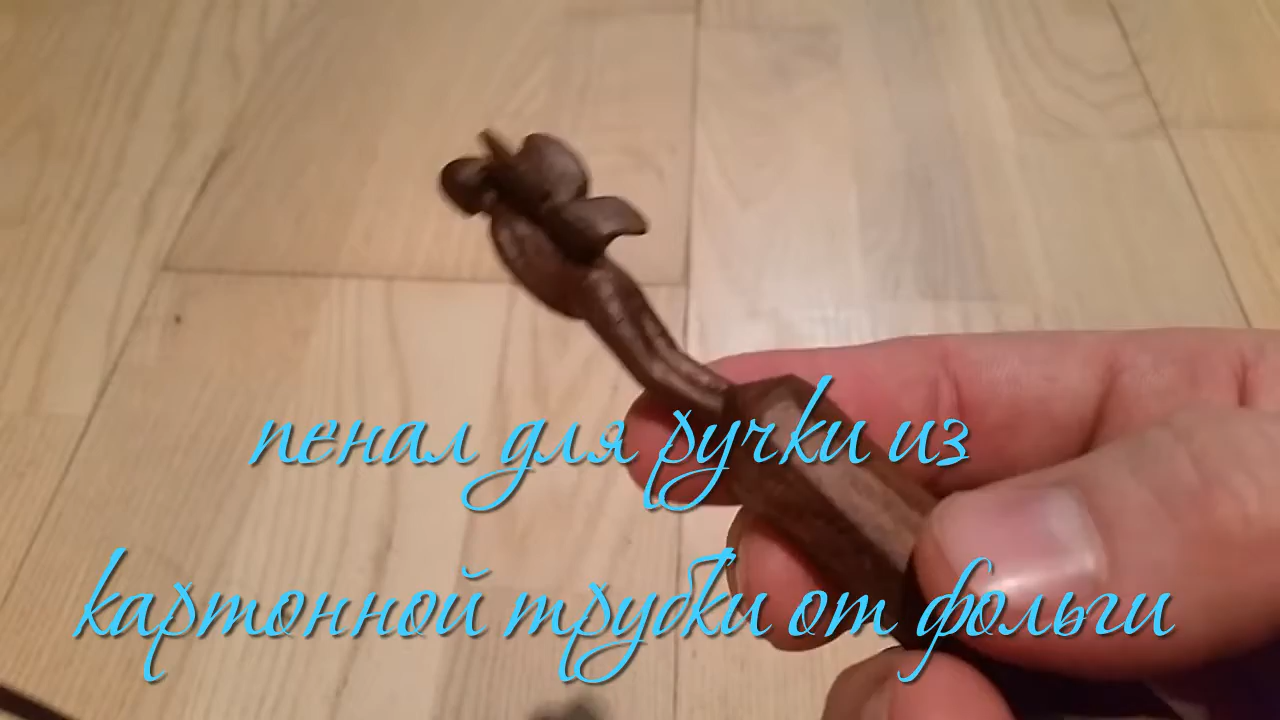 пенал для ручки из
картонной трубки от фольги